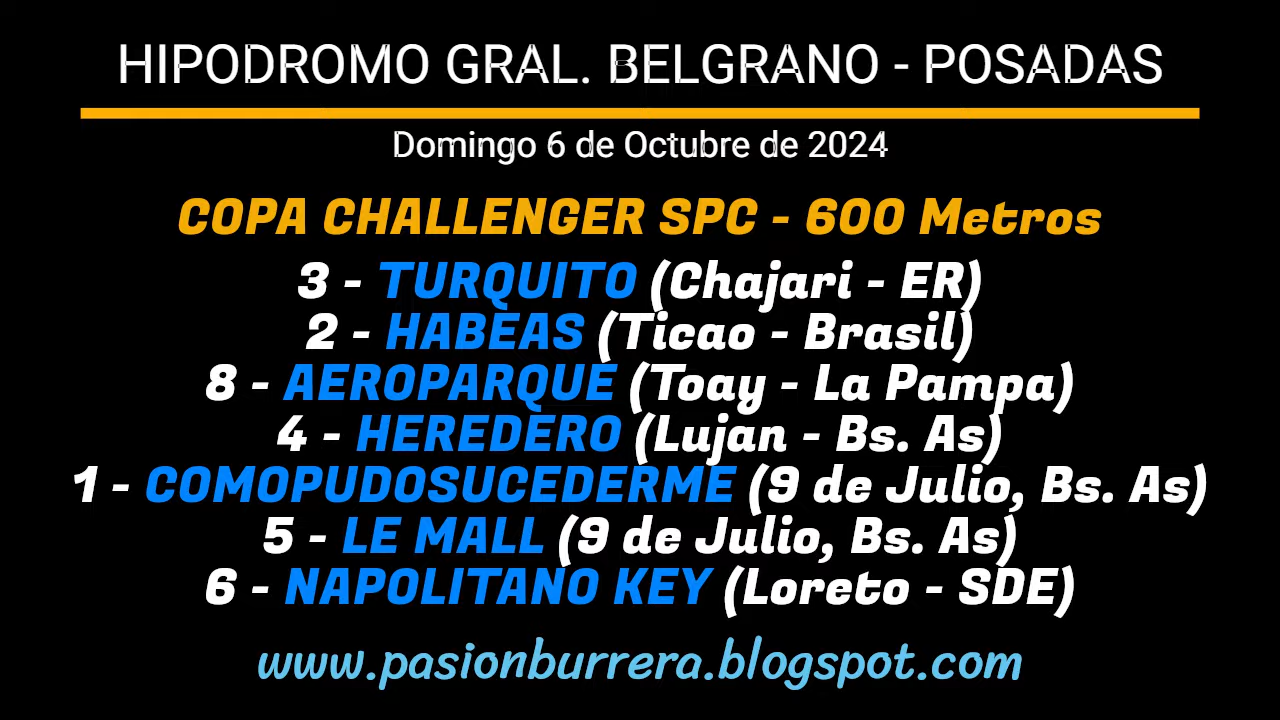 HIPODROMO GRAL. BELGRANO - POSADAS
Domingo 6 de Octubre de 2024
COPA CHALLENGER SPC - 600 Metros
3 - TURQUITO (Chajari - ER)
2 - HABEAS (Ticao - Brasil)
8 - AEROPARQUE (Toay - La Pampa)
4 - HEREDERO (Lujan - Bs. As)
1 - COMOPUDOSUCEDERME (9 de Julio, Bs. As)
5 - LE MALL (9 de Julio, Bs. As)
6 - NAPOLITANO KEY (Loreto - SDE)
www.pasionburrera.blogspot.com